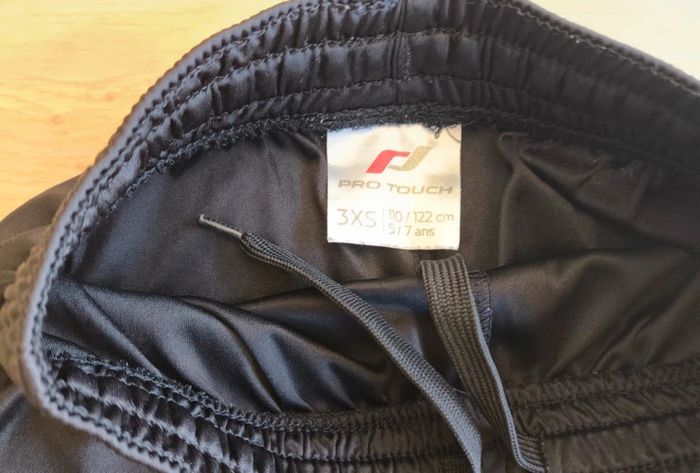 PRO TOUCH
3XS 110 / 122 cm
5 / 7 ans